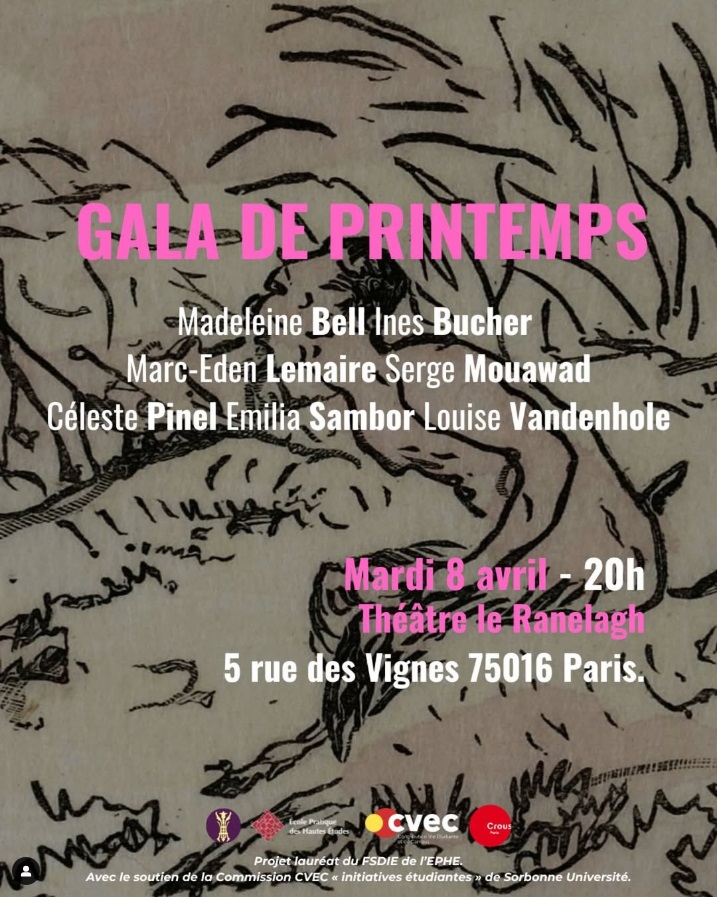 GALA DE PRINTEMPS
Madeleine Bell Ines Bucher
Marc-Eden Lemaire Serge Mouawad
Céleste Pinel Emilia Sambor Louise Vandenhole
Mardi 8 avril - 20h
Théâtre le Ranelagh
5 rue des Vignes 75016 Paris.
École Pratique
des Hautes Études
cvec
Crous
Paris
Projet lauréat du FSDIE de l'EPHE.
Avec le soutien de la Commission CVEC « initiatives étudiantes » de Sorbonne Université.